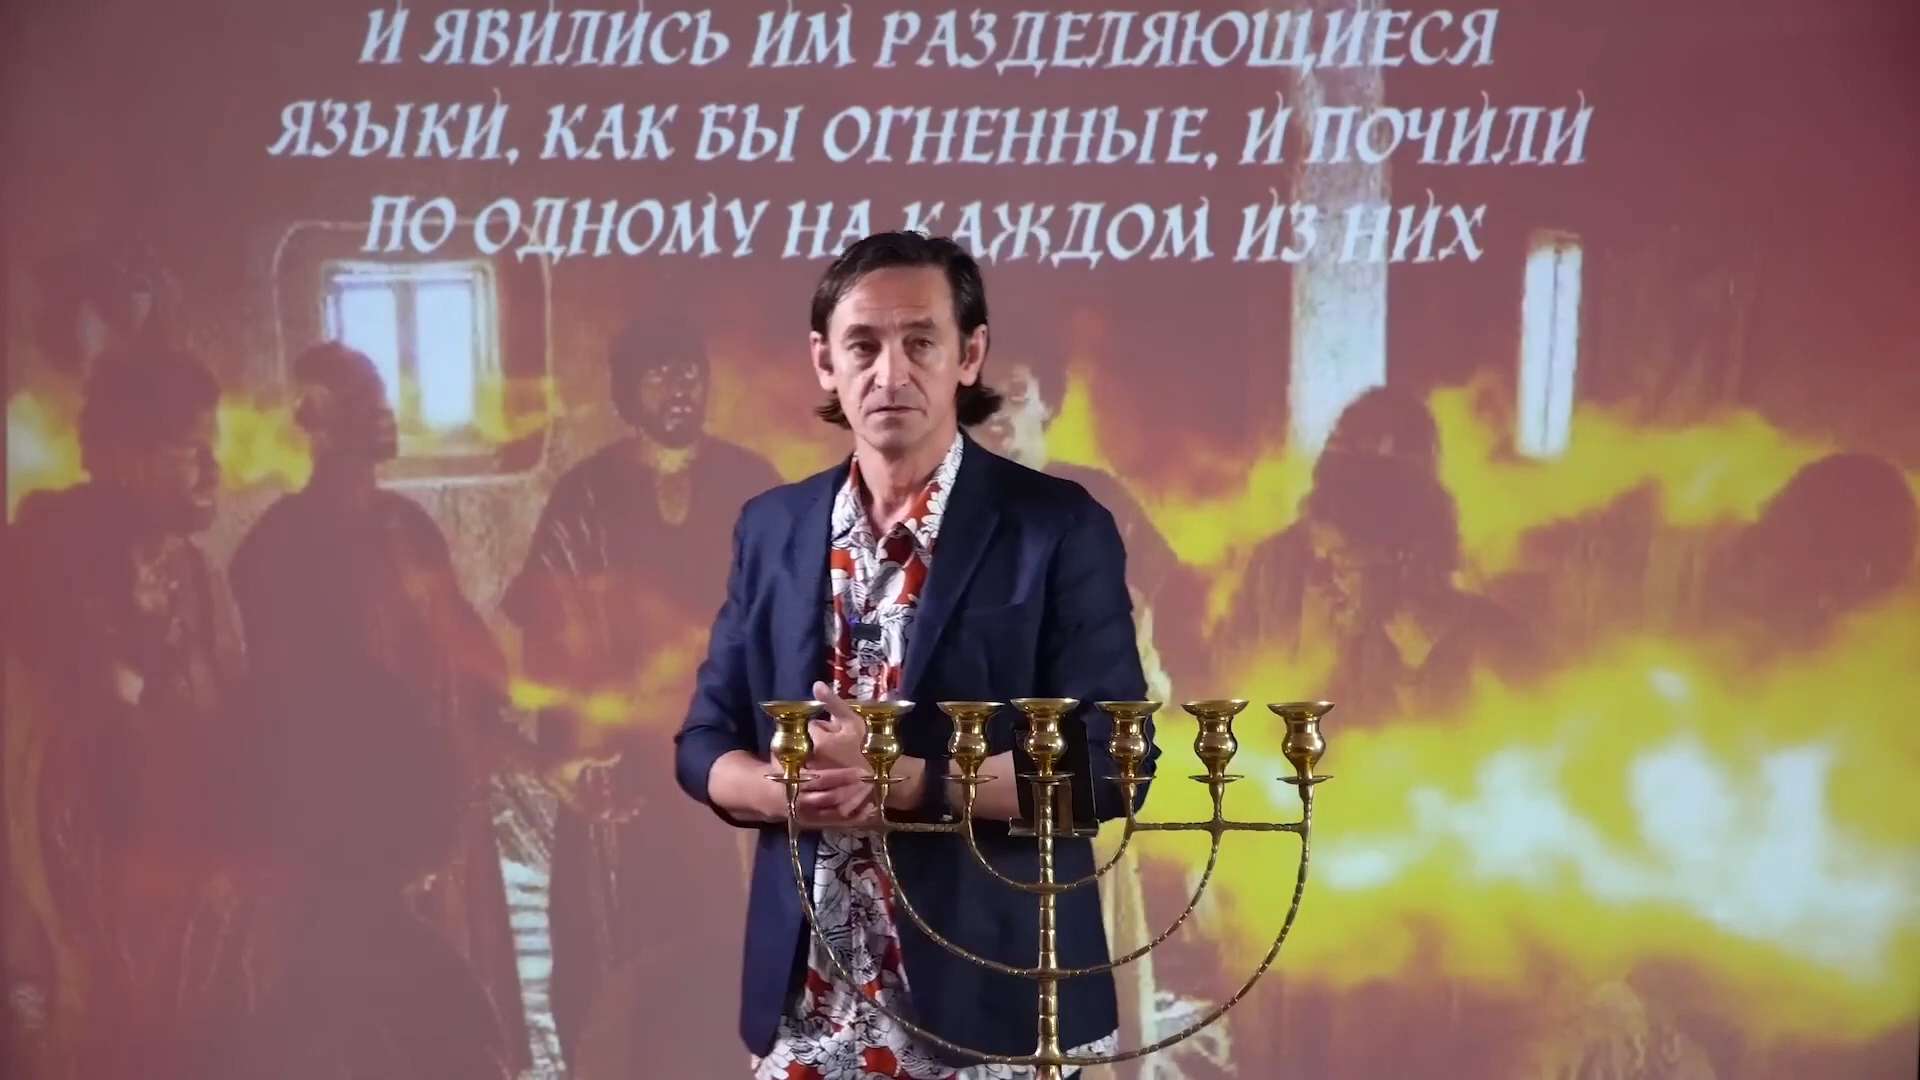 И ЯВИЛИСЬ ИМ РАЗДЕЛЯЮЩИЕСЯ
ЯЗЫКИ, КАК БЫ ОГНЕННЫЕ, И ПОЧИЛИ
ПО ОДНОМУ НА КАЖДОМ ИЗ НИХ